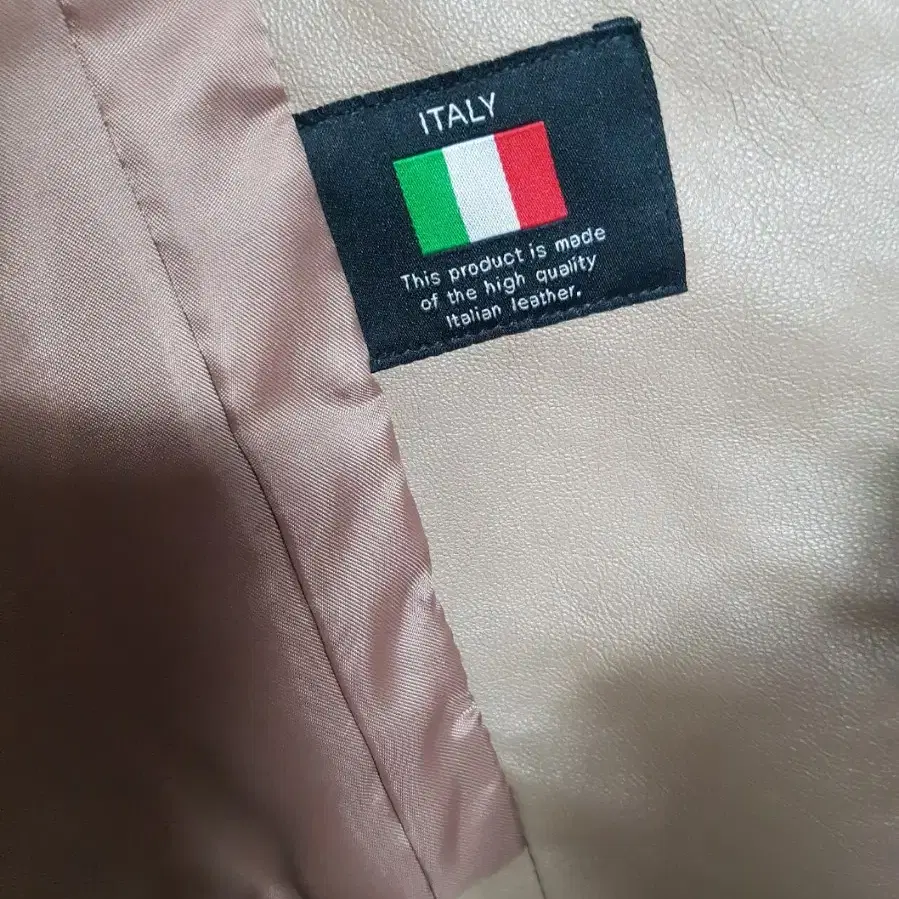 ITALY
This product is made
of the high quality
Italian leather.